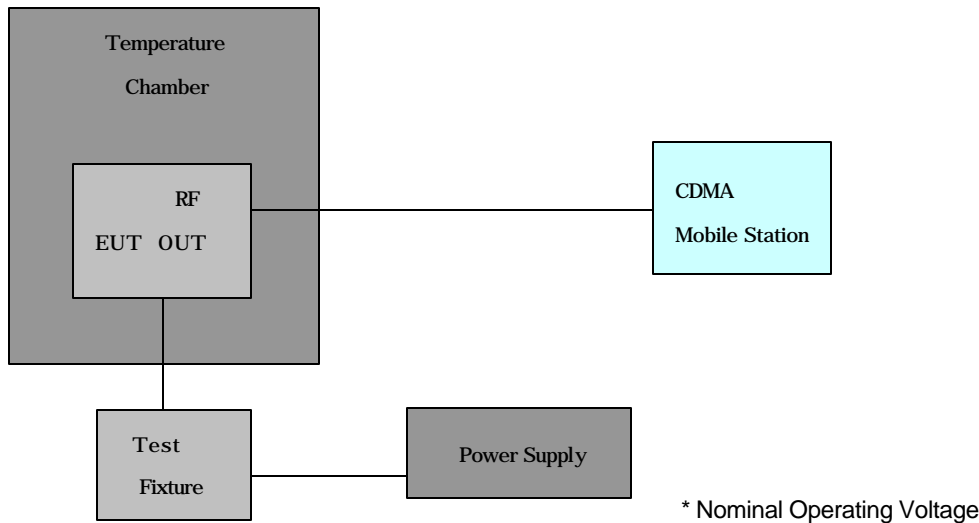 Temperature
Chamber
RF
EUT OUT
CDMA
Mobile Station
Test
Fixture
Power Supply
* Nominal Operating Voltage